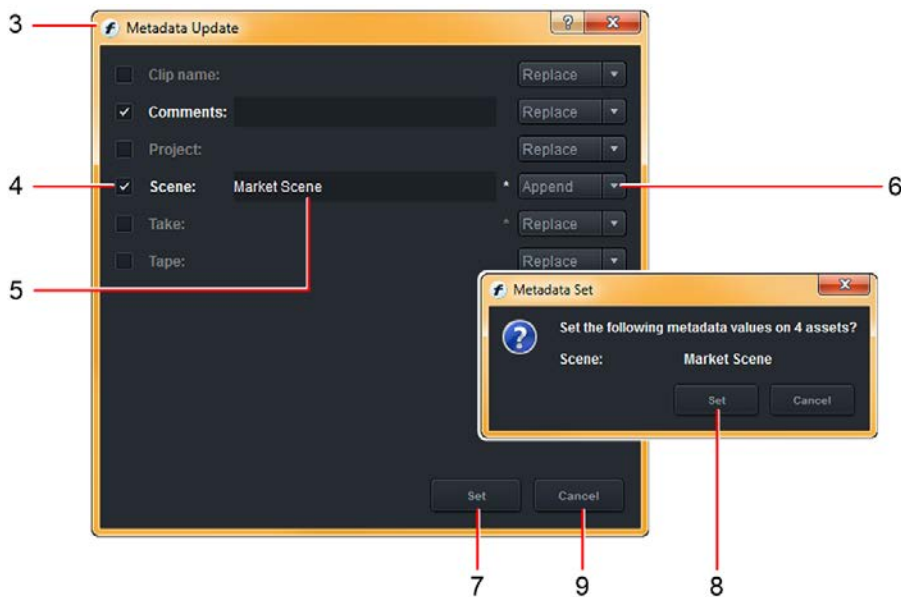 3
Metadata Update
Clip name: Replace
Comments: Replace
Project: Replace
4
Scene: Market Scene * Append
6
Take: * Replace
Tape: Replace
5
Metadata Set
Set the following metadata values on 4 assets?
Scene: Market Scene
Set Cancel
Set Cancel
7 9 8